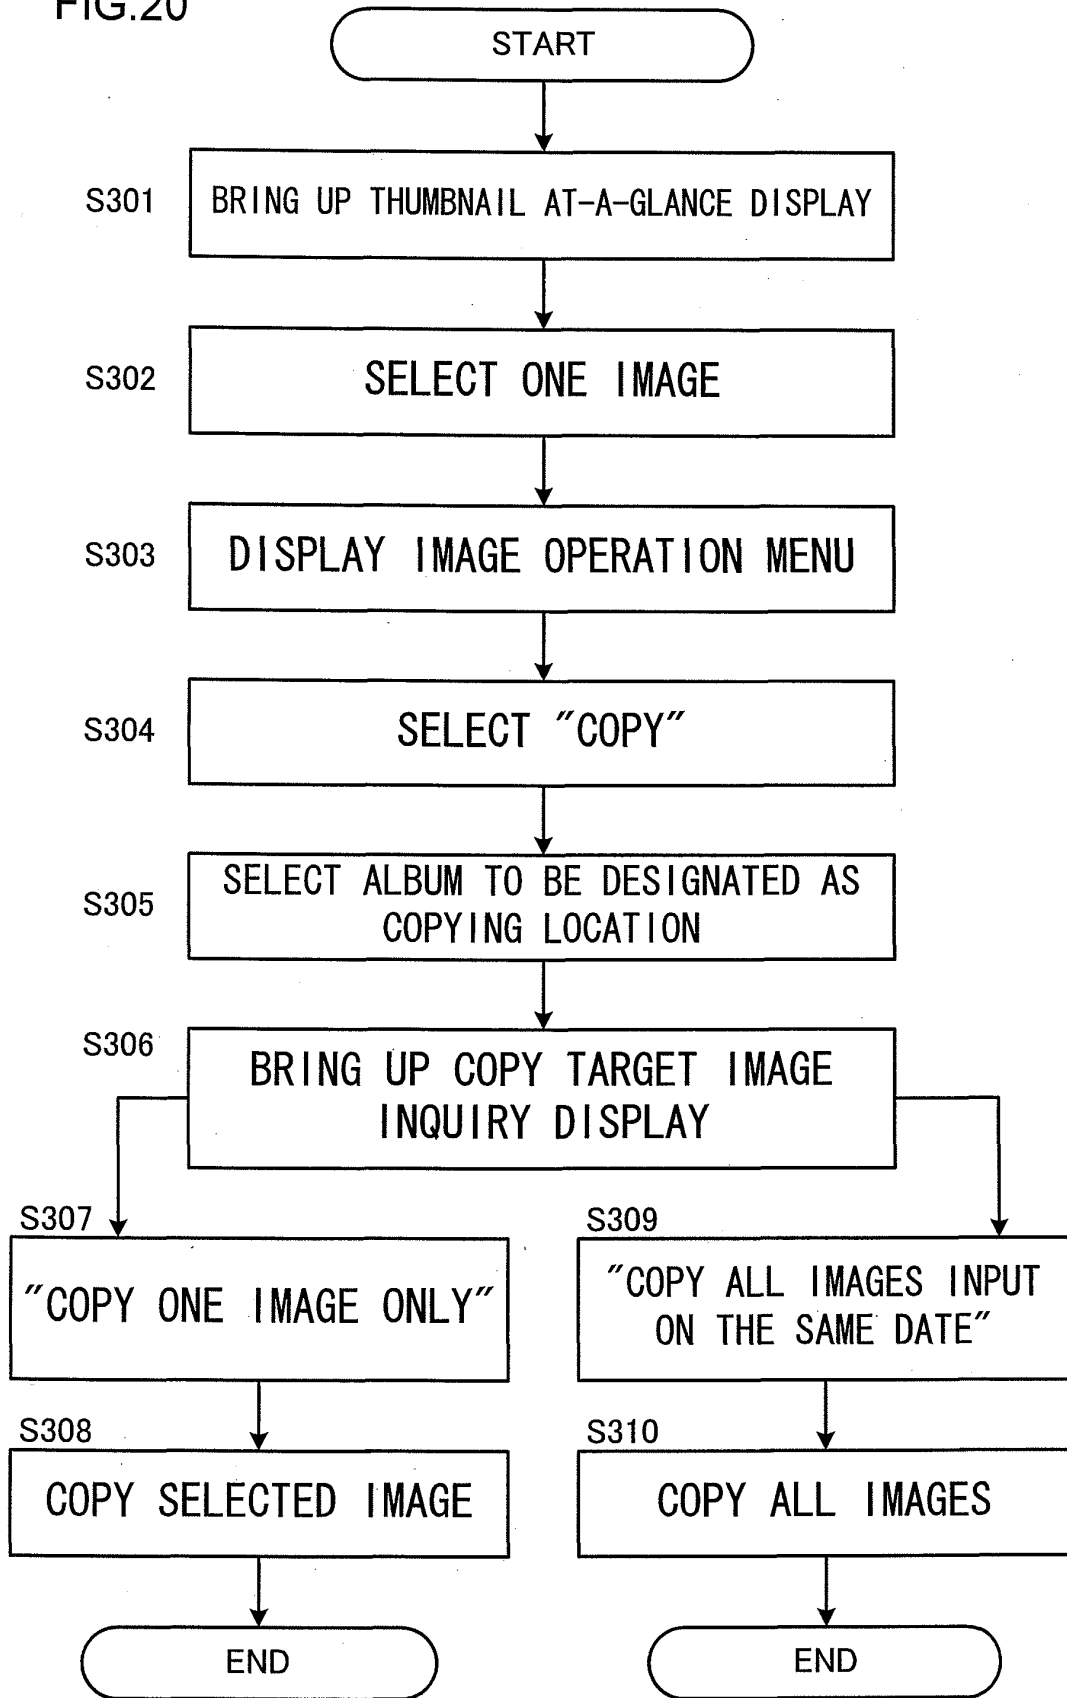 FIG.20
START
S301
BRING UP THUMBNAIL AT-A-GLANCE DISPLAY
S302
SELECT ONE IMAGE
S303
DISPLAY IMAGE OPERATION MENU
S304
SELECT "COPY"
S305
SELECT ALBUM TO BE DESIGNATED AS
COPYING LOCATION
S306
BRING UP COPY TARGET IMAGE
INQUIRY DISPLAY
S307
"COPY ONE IMAGE ONLY"
S308
COPY SELECTED IMAGE
END
S309
"COPY ALL IMAGES INPUT
ON THE SAME DATE"
S310
COPY ALL IMAGES
END